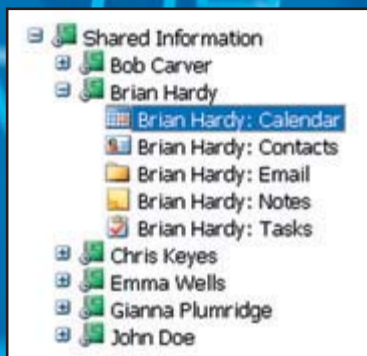 Shared Information
Bob Carver
Brian Hardy
Brian Hardy: Calendar
Brian Hardy: Contacts
Brian Hardy: Email
Brian Hardy: Notes
Brian Hardy: Tasks
Chris Keyes
Emma Wells
Gianna Plumridge
John Doe